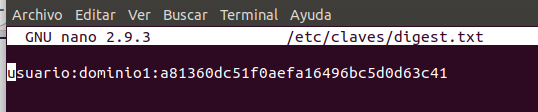 Archivo Editar Ver Buscar Terminal Ayuda
GNU nano 2.9.3 /etc/claves/digest.txt
usuario:dominio1:a81360dc51f0aefa16496bc5d0d63c41